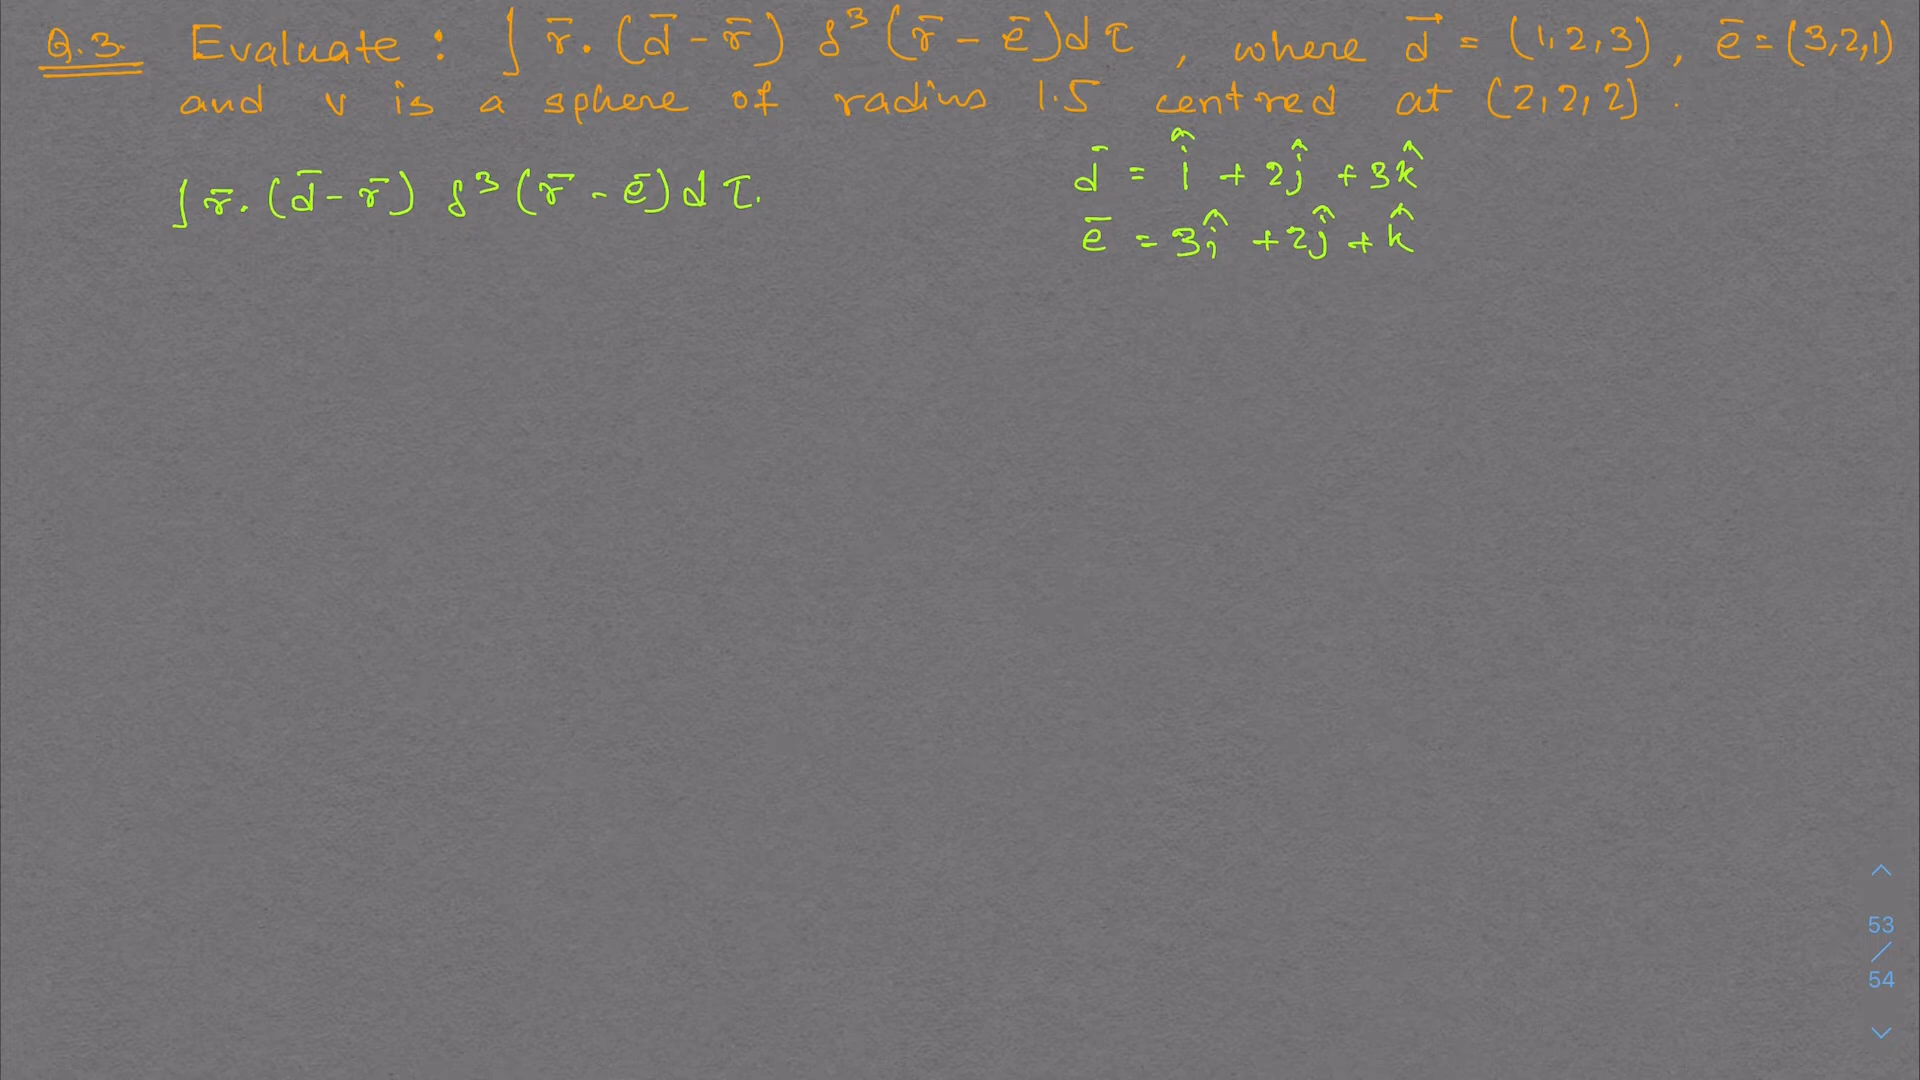 Q.3. Evaluate : ∫ r̄. (d̄ - r̄) δ³ (r̄ - ē) dτ , where d⃗ = (1,2,3), ē = (3,2,1)
and v is a sphere of radius 1.5 centred at (2,2,2) .
∫ r̄. (d̄ - r̄) δ³ (r̄ - ē) dτ.
d̄ = î + 2ĵ + 3k̂
ē = 3î + 2ĵ + k̂
53
/
54